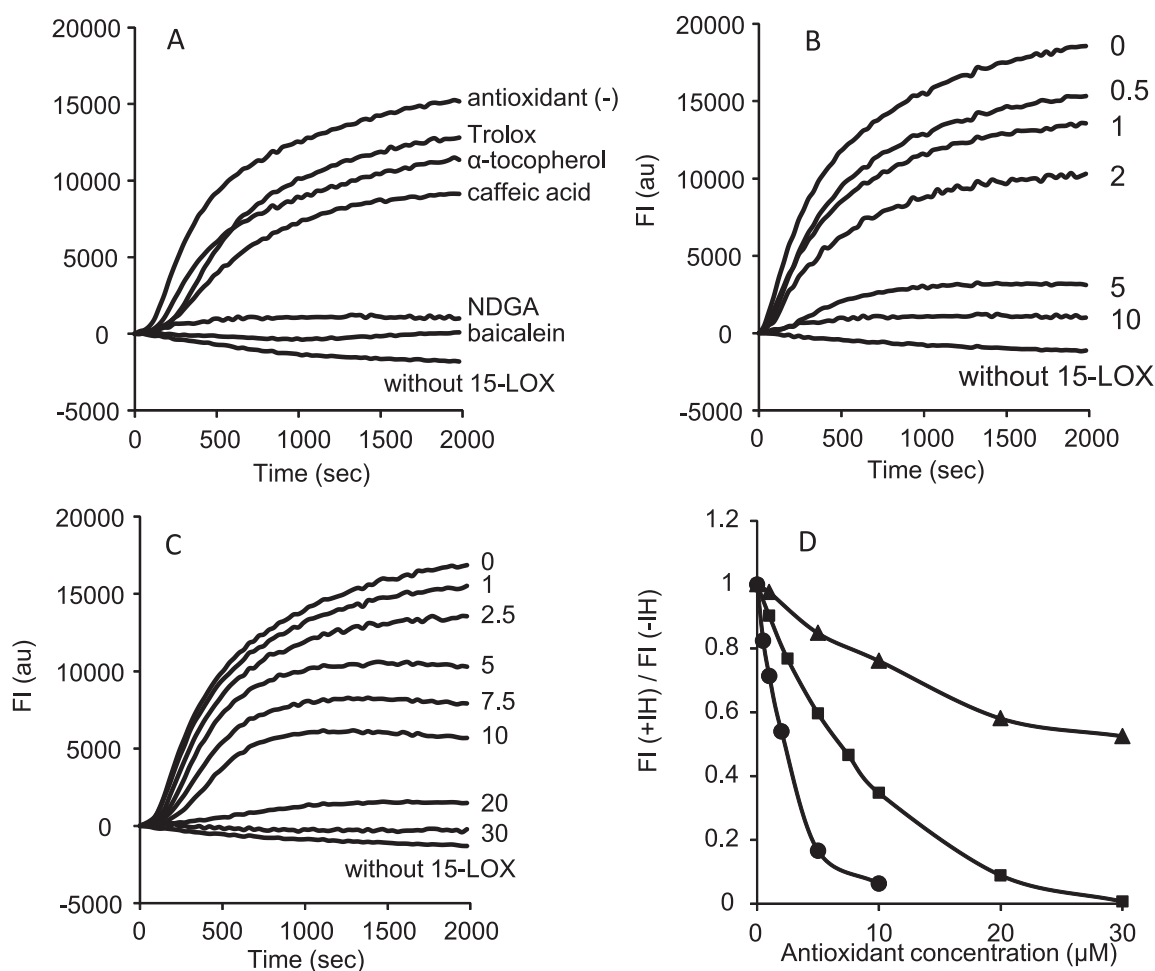 A
20000
15000
10000
5000
0
-5000
antioxidant (-)
Trolox
α-tocopherol
caffeic acid
NDGA
baicalein
without 15-LOX
0 500 1000 1500 2000
Time (sec)
B
FI (au)
20000
15000
10000
5000
0
-5000
0
0.5
1
2
5
10
without 15-LOX
0 500 1000 1500 2000
Time (sec)
C
FI (au)
20000
15000
10000
5000
0
-5000
0
1
2.5
5
7.5
10
20
30
without 15-LOX
0 500 1000 1500 2000
Time (sec)
D
FI (+IH) / FI (-IH)
1.2
1
0.8
0.6
0.4
0.2
0
0 10 20 30
Antioxidant concentration (µM)